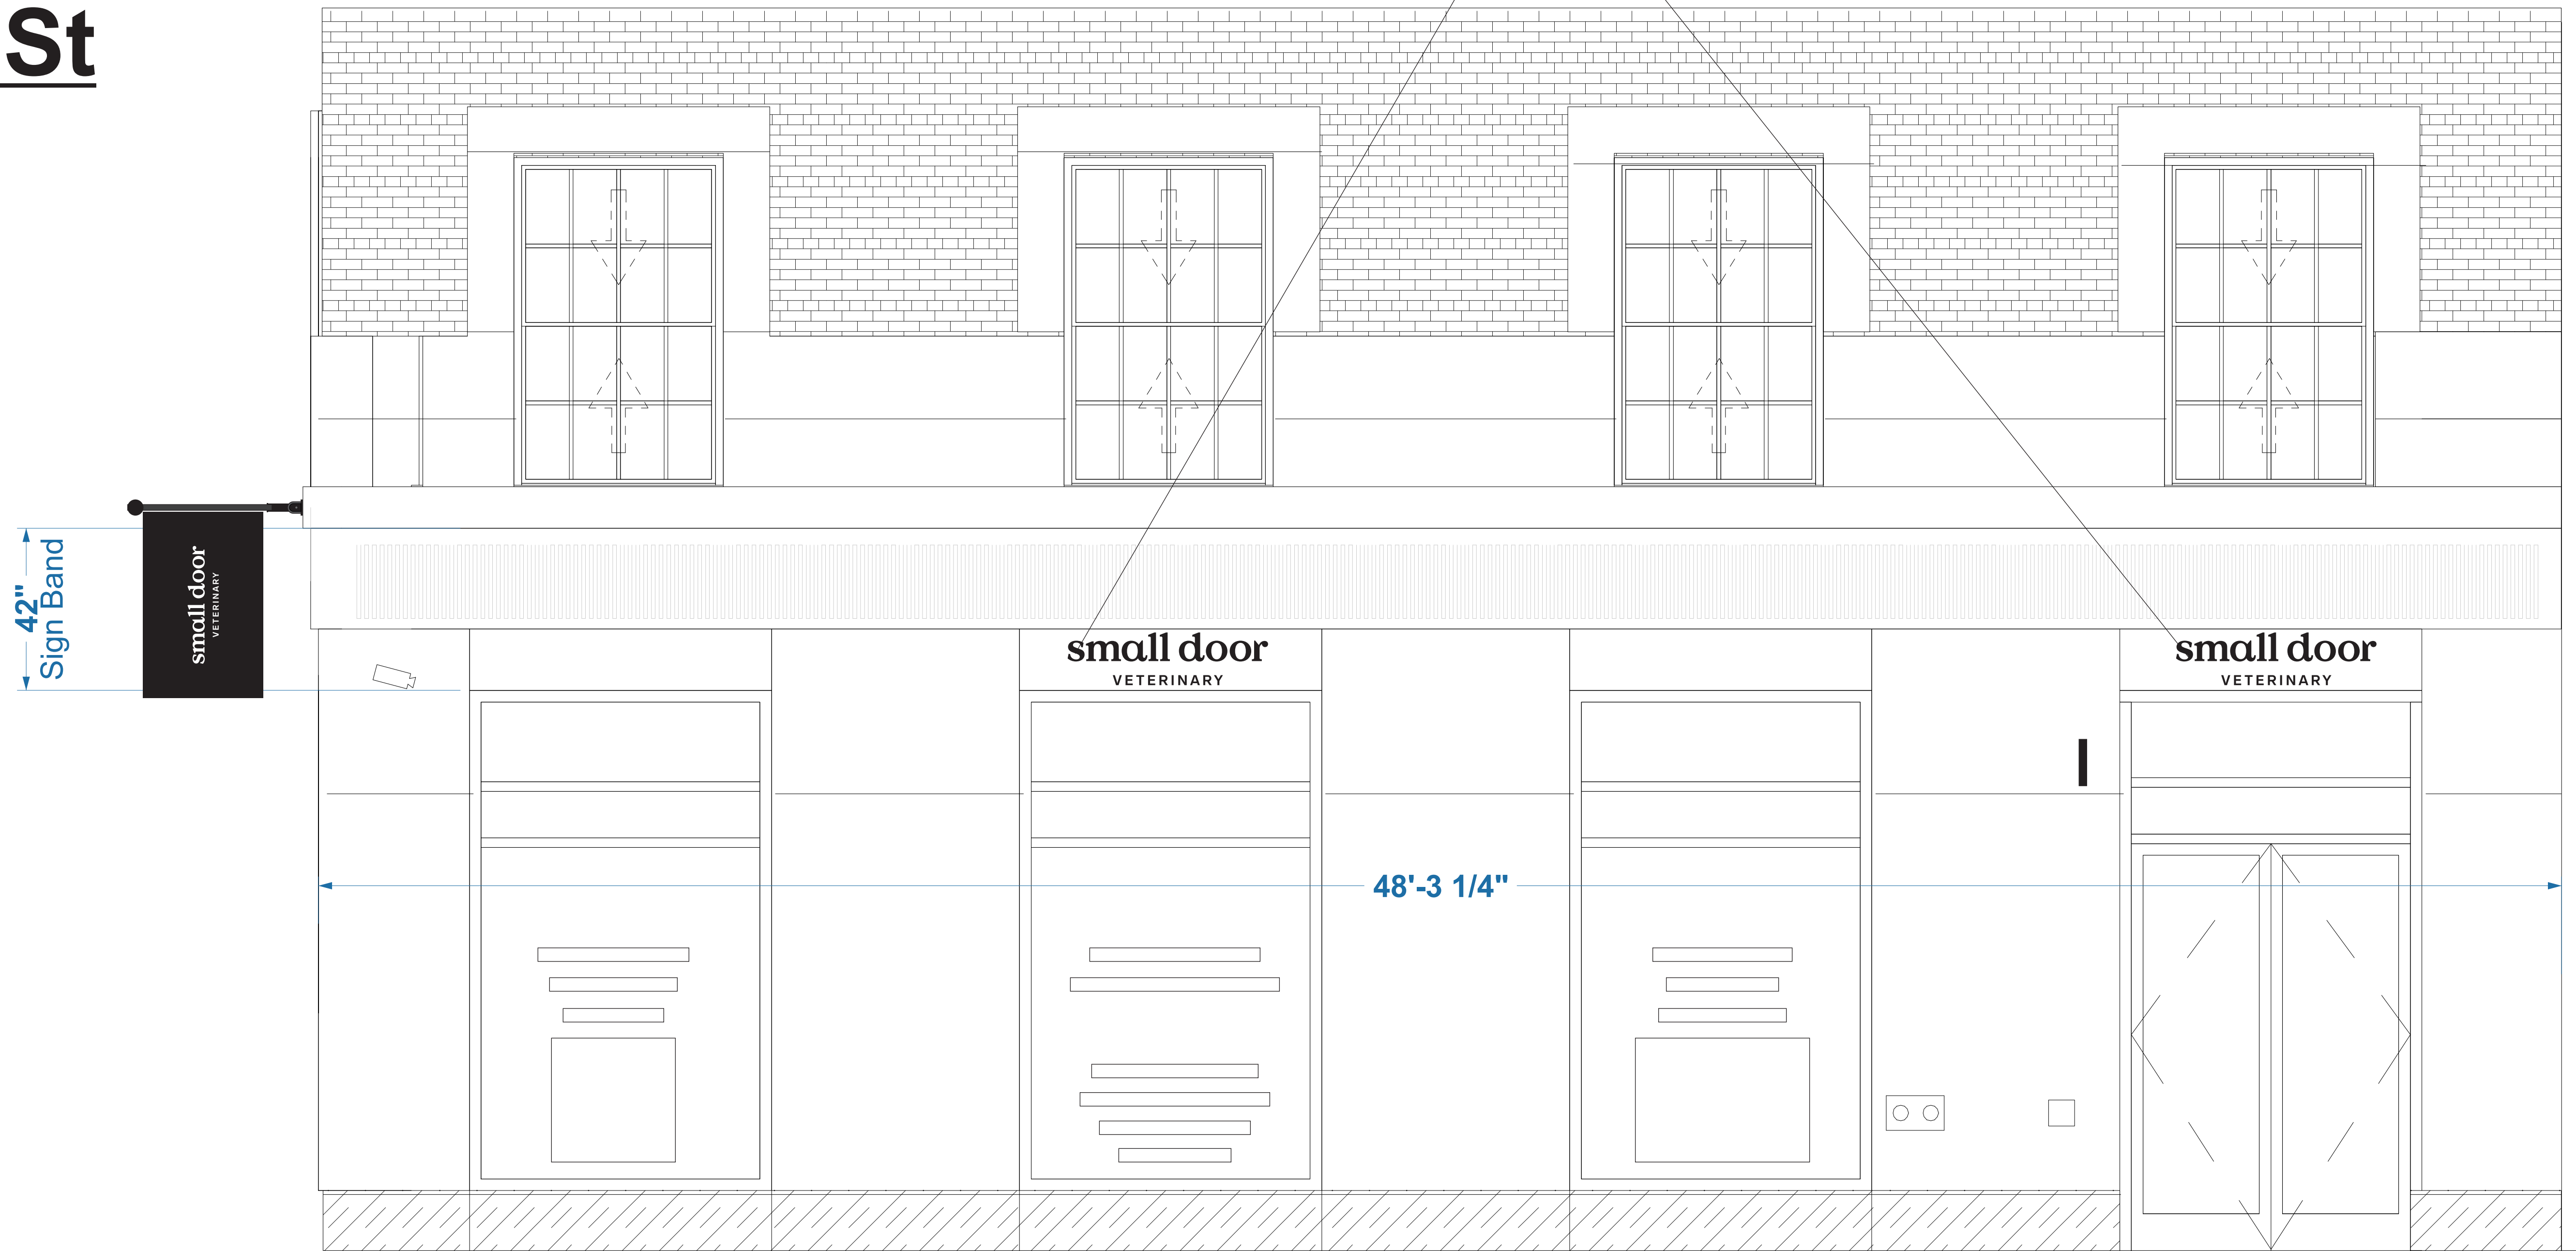 St
42"
Sign Band
small door
VETERINARY
small door
VETERINARY
small door
VETERINARY
48'-3 1/4"